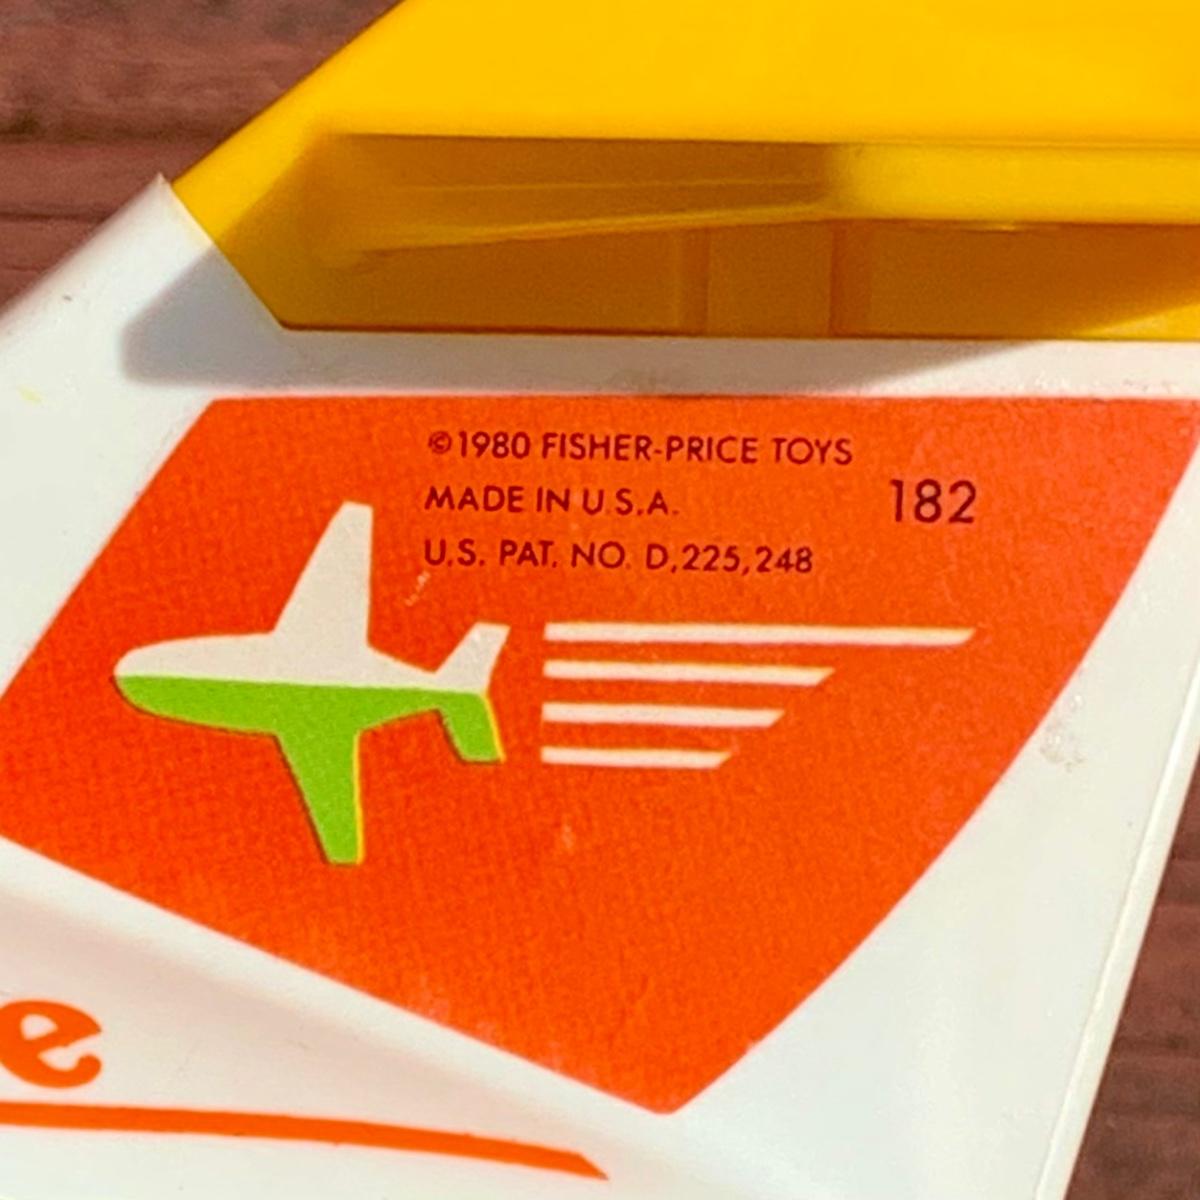 ©1980 FISHER-PRICE TOYS
MADE IN U.S.A.
182
U.S. PAT. NO. D,225,248
e